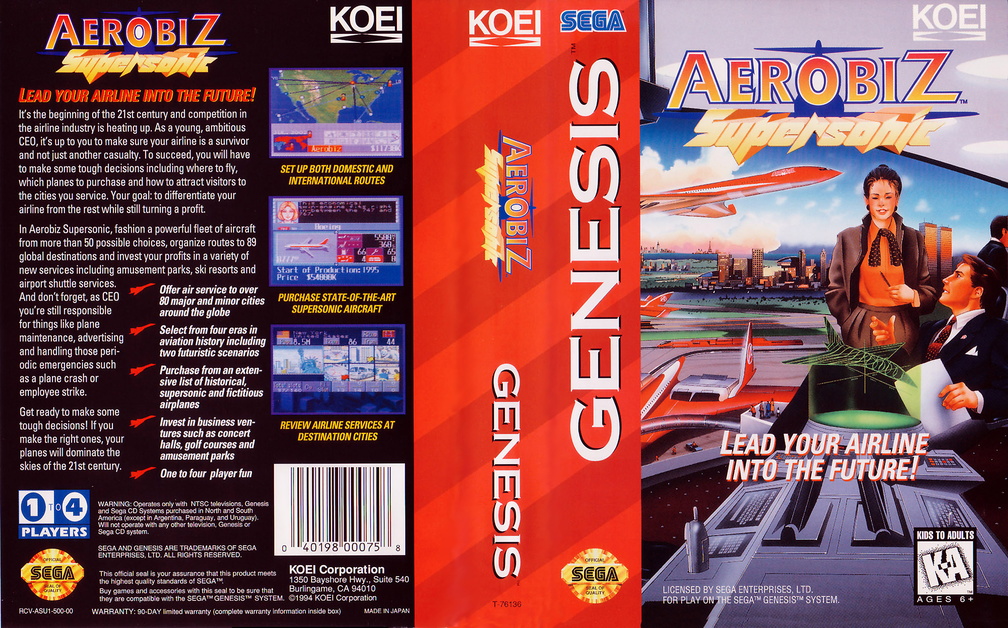 AEROBIZ
Supersonic
KOEI
LEAD YOUR AIRLINE INTO THE FUTURE!
It's the beginning of the 21st century and competition in
the airline industry is heating up. As a young, ambitious
CEO, it's up to you to make sure your airline is a survivor
and not just another casualty. To succeed, you will have
to make some tough decisions including where to fly,
which planes to purchase and how to attract visitors to
the cities you service. Your goal: to differentiate your
airline from the rest while still turning a profit.
In Aerobiz Supersonic, fashion a powerful fleet of aircraft
from more than 50 possible choices, organize routes to 89
global destinations and invest your profits in a variety of
new services including amusement parks, ski resorts and
airport shuttle services.
And don't forget, as CEO
you're still responsible
for things like plane
maintenance, advertising
and handling those peri-
odic emergencies such
as a plane crash or
employee strike.
Get ready to make some
tough decisions! If you
make the right ones, your
planes will dominate the
skies of the 21st century.
Offer air service to over
80 major and minor cities
around the globe
Select from four eras in
aviation history including
two futuristic scenarios
Purchase from an exten-
sive list of historical,
supersonic and fictitious
airplanes
Invest in business ven-
tures such as concert
halls, golf courses and
amusement parks
One to four player fun
Aerobiz
SET UP BOTH DOMESTIC AND
INTERNATIONAL ROUTES
Boeing
Start of Production:1995
Price $54000K
PURCHASE STATE-OF-THE-ART
SUPERSONIC AIRCRAFT
8.5M 86 44
REVIEW AIRLINE SERVICES AT
DESTINATION CITIES
1 TO 4
PLAYERS
WARNING: Operates only with NTSC televisions, Genesis
and Sega CD Systems purchased in North and South
America (except in Argentina, Paraguay, and Uruguay).
Will not operate with any other television, Genesis or
Sega CD system.
SEGA AND GENESIS ARE TRADEMARKS OF SEGA
ENTERPRISES, LTD. ALL RIGHTS RESERVED.
OFFICIAL
SEGA
SEAL OF
QUALITY
This official seal is your assurance that this product meets
the highest quality standards of SEGA™.
Buy games and accessories with this seal to be sure that
they are compatible with the SEGA™ GENESIS™ SYSTEM.
0 40198 00075 8
KOEI Corporation
1350 Bayshore Hwy., Suite 540
Burlingame, CA 94010
©1994 KOEI Corporation
RCV-ASU1-500-00
WARRANTY: 90-DAY limited warranty (complete warranty information inside box)
MADE IN JAPAN
KOEI
SEGA
GENESIS™
AEROBIZ
Supersonic
GENESIS
OFFICIAL
SEGA
SEAL OF
QUALITY
T-76136
KOEI
AEROBIZ™
Supersonic
LEAD YOUR AIRLINE
INTO THE FUTURE!
LICENSED BY SEGA ENTERPRISES, LTD.
FOR PLAY ON THE SEGA™ GENESIS™ SYSTEM.
KIDS TO ADULTS
K-A
AGES 6+